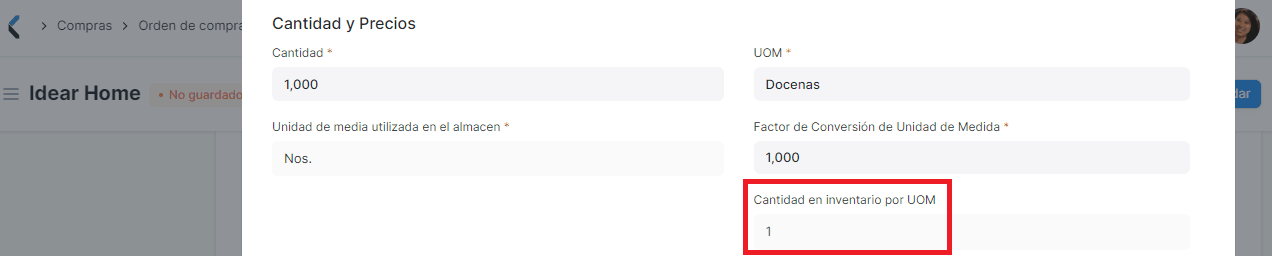 Cantidad y Precios
Compras
Orden de compra
Cantidad *
UOM *
1,000
Docenas
Idear Home
• No guardado
dar
Unidad de media utilizada en el almacen *
Factor de Conversión de Unidad de Medida *
Nos.
1,000
Cantidad en inventario por UOM
1